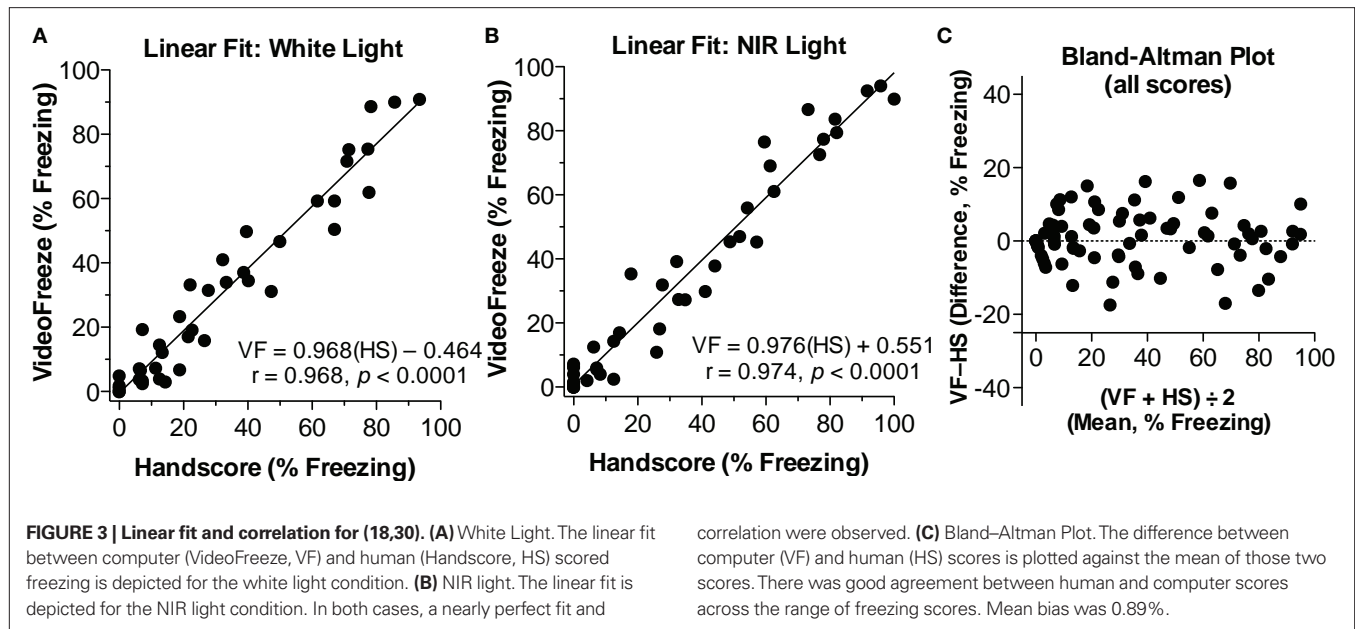 A
Linear Fit: White Light
100
80
60
40
20
0
VideoFreeze (% Freezing)
VF = 0.968(HS) – 0.464
r = 0.968, p < 0.0001
0 20 40 60 80 100
Handscore (% Freezing)
B
Linear Fit: NIR Light
100
80
60
40
20
0
VideoFreeze (% Freezing)
VF = 0.976(HS) + 0.551
r = 0.974, p < 0.0001
0 20 40 60 80 100
Handscore (% Freezing)
C
Bland-Altman Plot
(all scores)
40
20
0
-20
-40
VF–HS (Difference, % Freezing)
0 20 40 60 80 100
(VF + HS) ÷ 2
(Mean, % Freezing)
FIGURE 3 | Linear fit and correlation for (18,30). (A) White Light. The linear fit
between computer (VideoFreeze, VF) and human (Handscore, HS) scored
freezing is depicted for the white light condition. (B) NIR light. The linear fit is
depicted for the NIR light condition. In both cases, a nearly perfect fit and
correlation were observed. (C) Bland–Altman Plot. The difference between
computer (VF) and human (HS) scores is plotted against the mean of those two
scores. There was good agreement between human and computer scores
across the range of freezing scores. Mean bias was 0.89%.